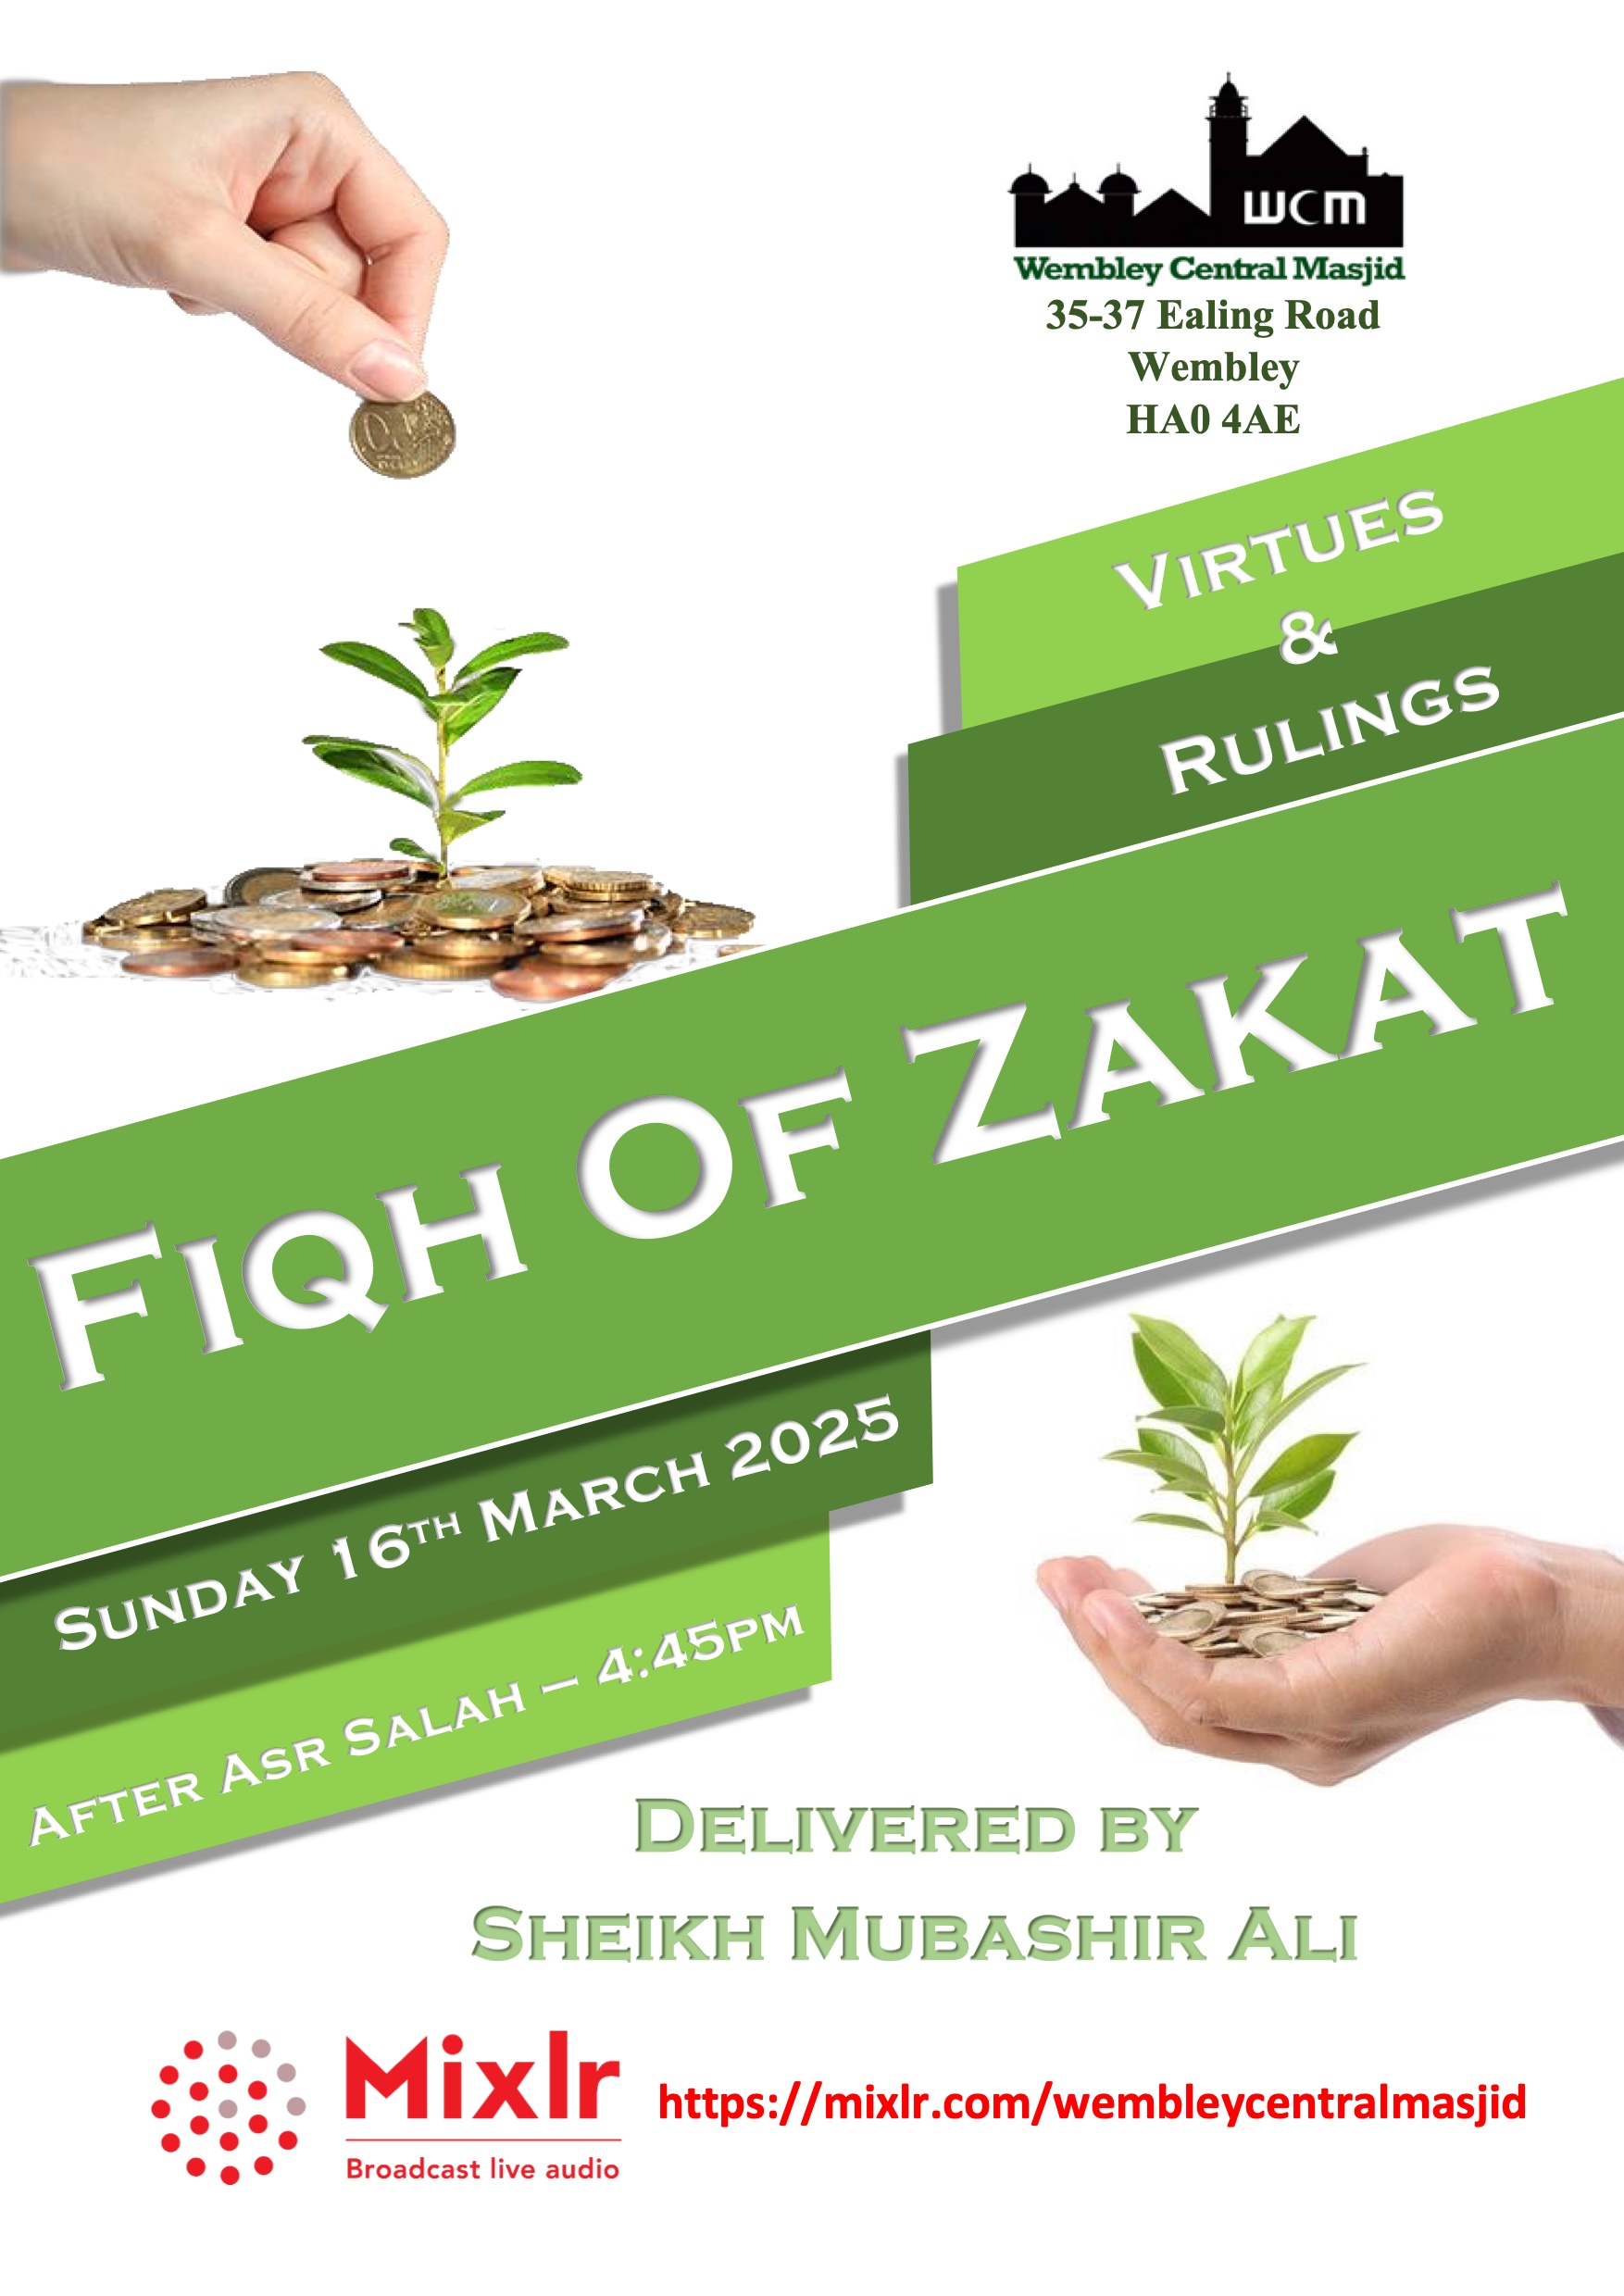 WCM
Wembley Central Masjid
35-37 Ealing Road
Wembley
HA0 4AE
VIRTUES
&
RULINGS
FIQH OF ZAKAT
SUNDAY 16TH MARCH 2025
AFTER ASR SALAH – 4:45PM
DELIVERED BY
SHEIKH MUBASHIR ALI
Mixlr
Broadcast live audio
https://mixlr.com/wembleycentralmasjid